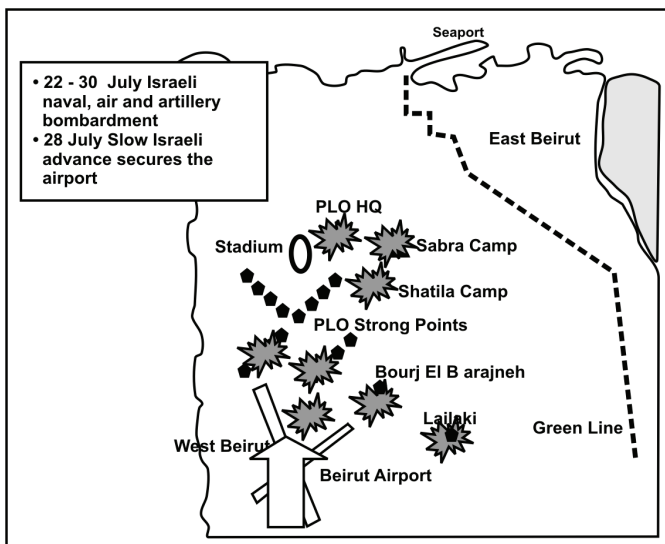 Seaport
• 22 - 30 July Israeli
naval, air and artillery
bombardment
• 28 July Slow Israeli
advance secures the
airport
East Beirut
PLO HQ
Stadium
Sabra Camp
Shatila Camp
PLO Strong Points
Bourj El B arajneh
Lailaki
Green Line
West Beirut
Beirut Airport